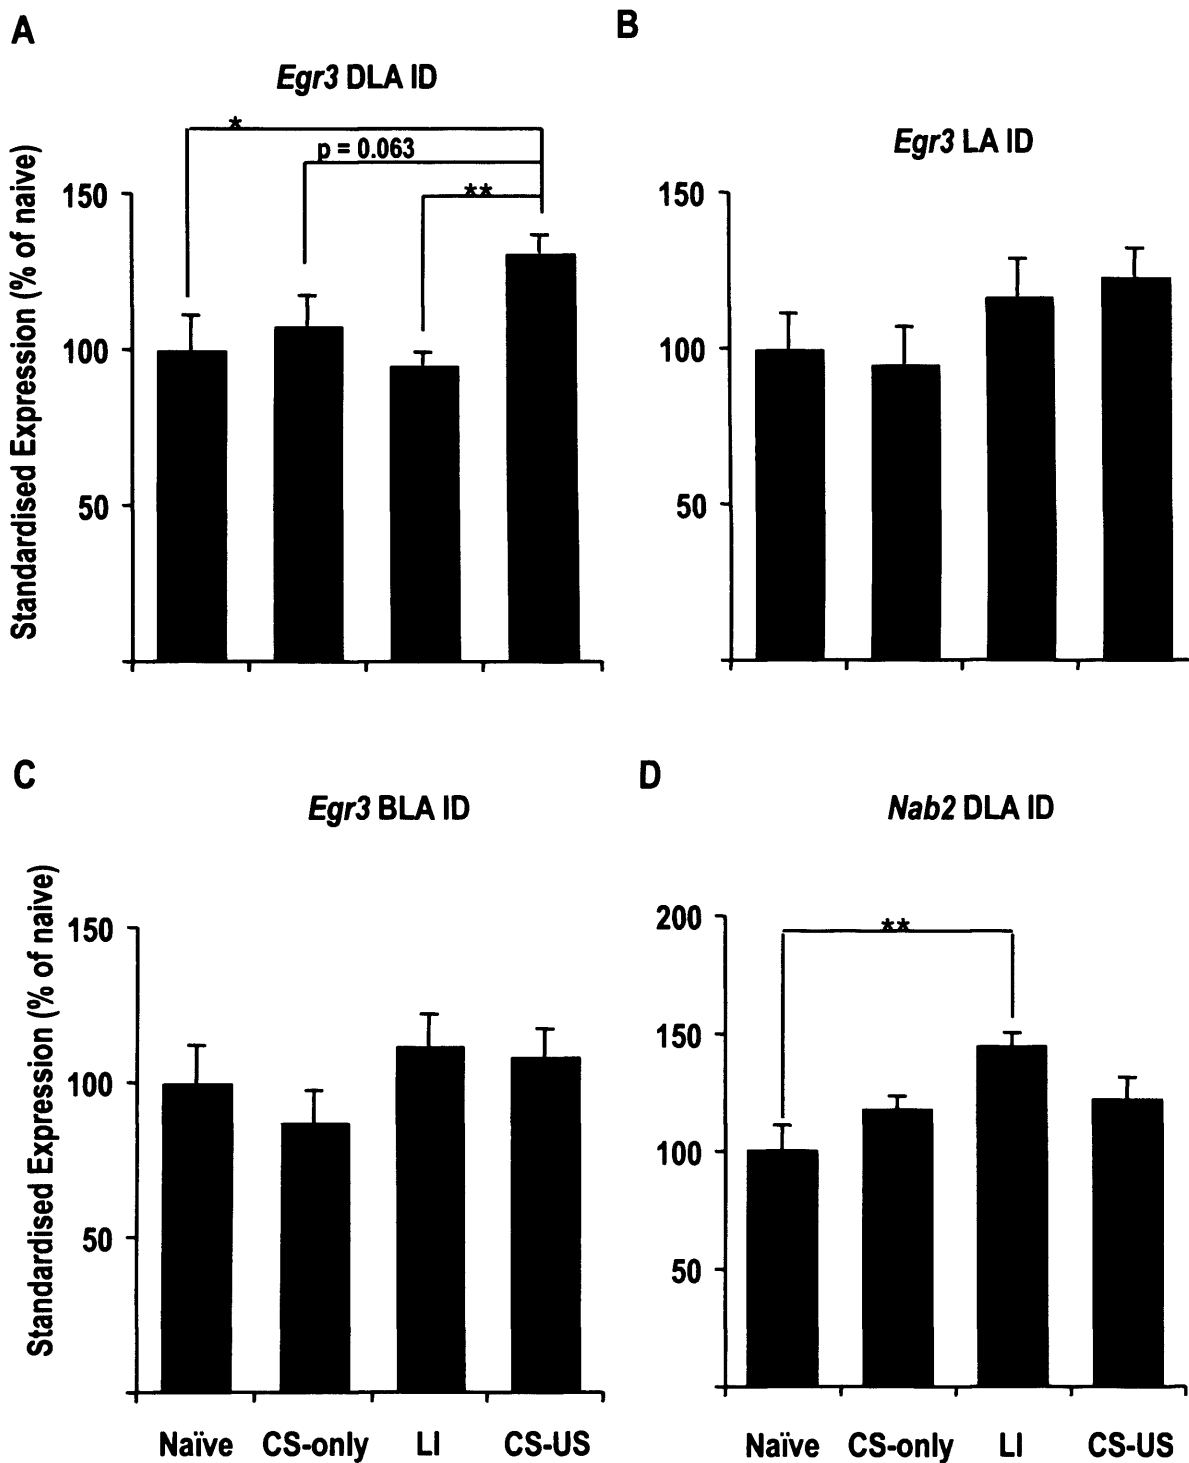 A
Egr3 DLA ID
Standardised Expression (% of naive)
*
p = 0.063
**
150
100
50
B
Egr3 LA ID
150
100
50
C
Egr3 BLA ID
Standardised Expression (% of naive)
150
100
50
Naïve CS-only LI CS-US
D
Nab2 DLA ID
**
200
150
100
50
Naïve CS-only LI CS-US